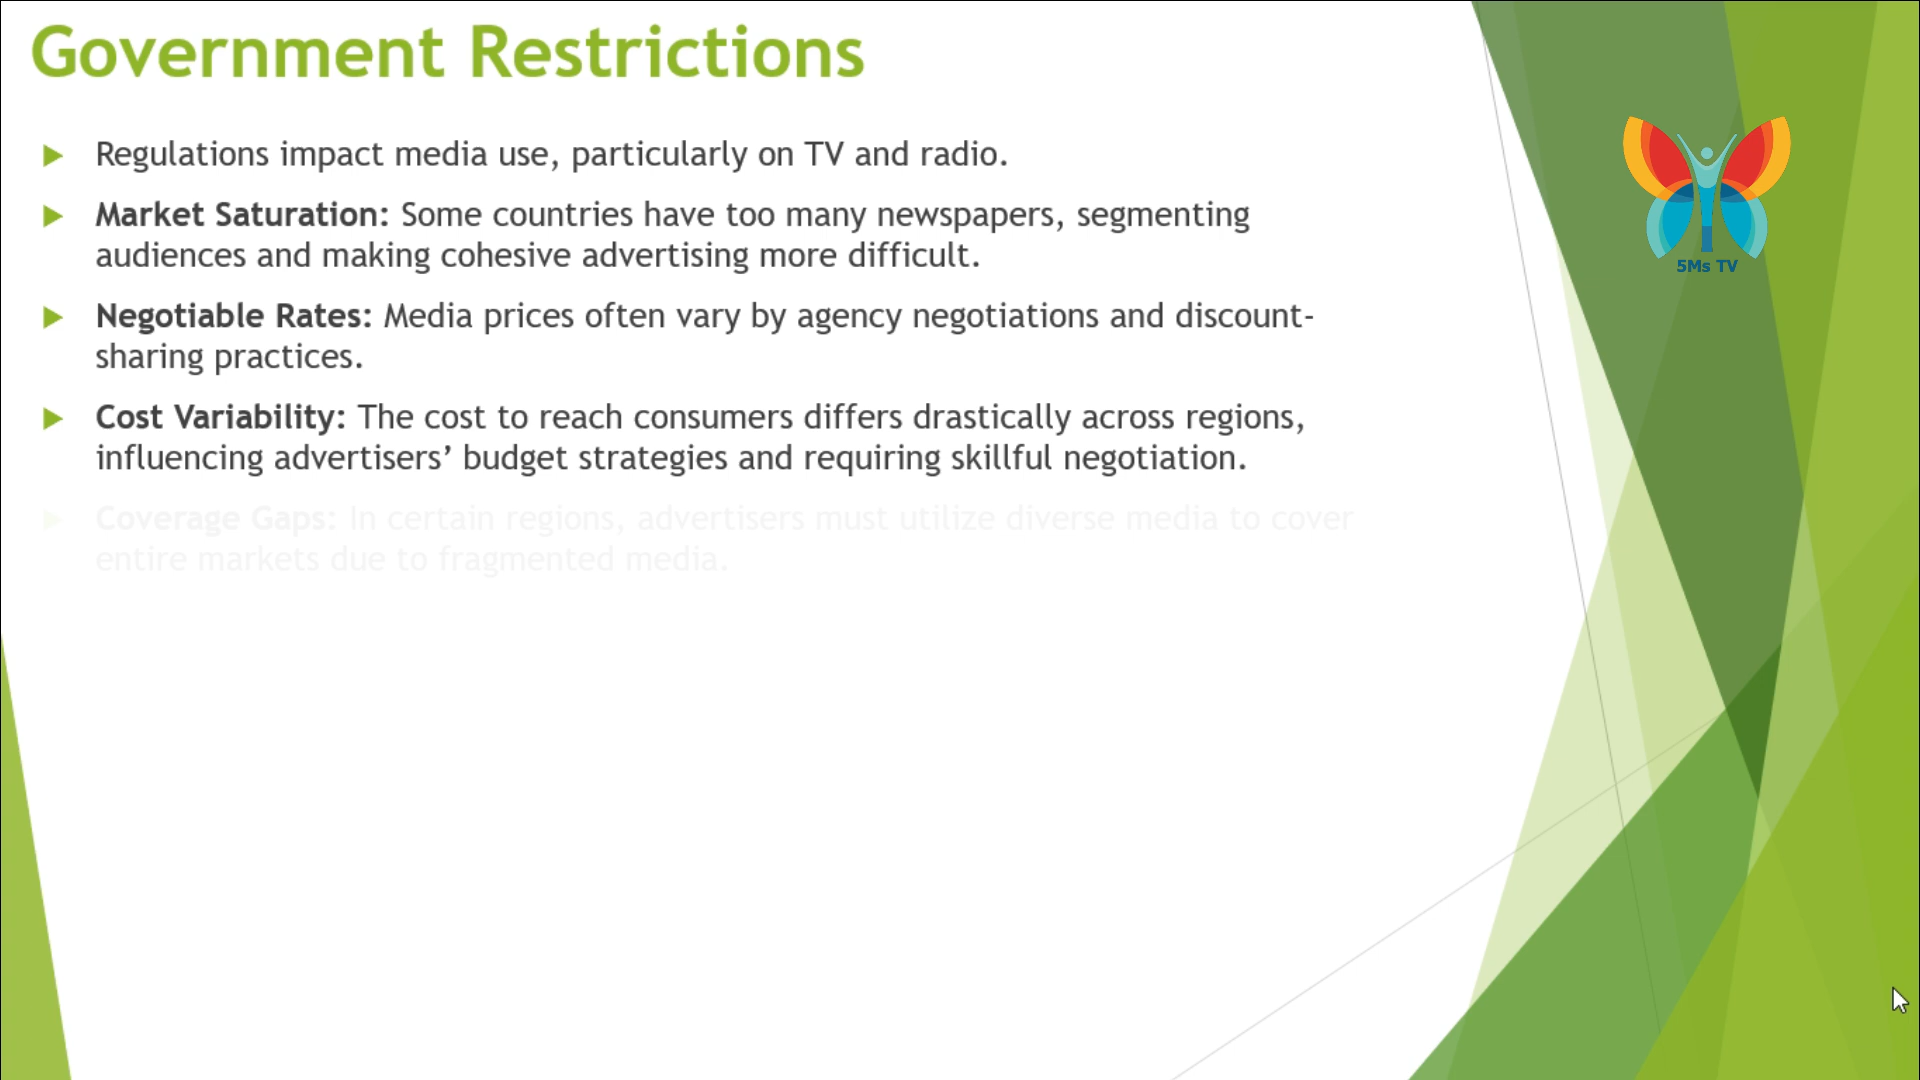 Government Restrictions
Regulations impact media use, particularly on TV and radio.
Market Saturation: Some countries have too many newspapers, segmenting
audiences and making cohesive advertising more difficult.
Negotiable Rates: Media prices often vary by agency negotiations and discount-
sharing practices.
Cost Variability: The cost to reach consumers differs drastically across regions,
influencing advertisers’ budget strategies and requiring skillful negotiation.
Coverage Gaps: In certain regions, advertisers must utilize diverse media to cover
entire markets due to fragmented media.
5Ms TV